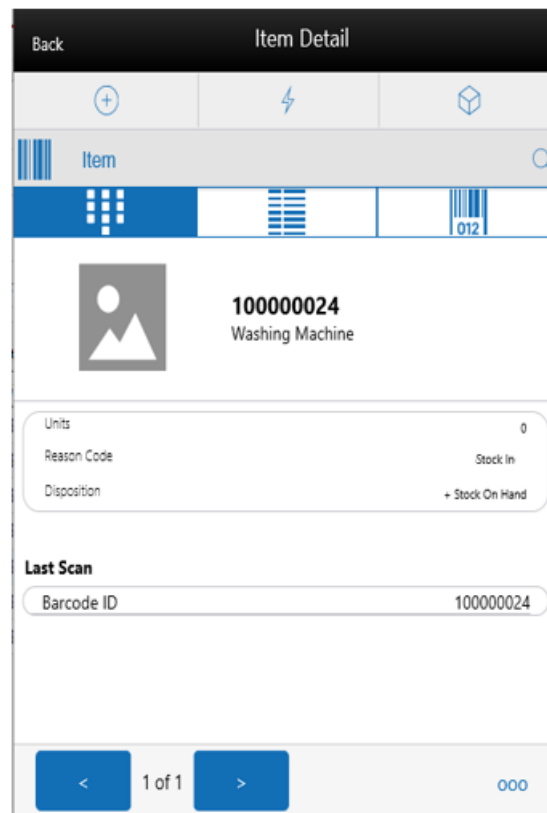 Back Item Detail
Item
012
100000024
Washing Machine
Units 0
Reason Code Stock In
Disposition + Stock On Hand
Last Scan
Barcode ID 100000024
< 1 of 1 >
ooo